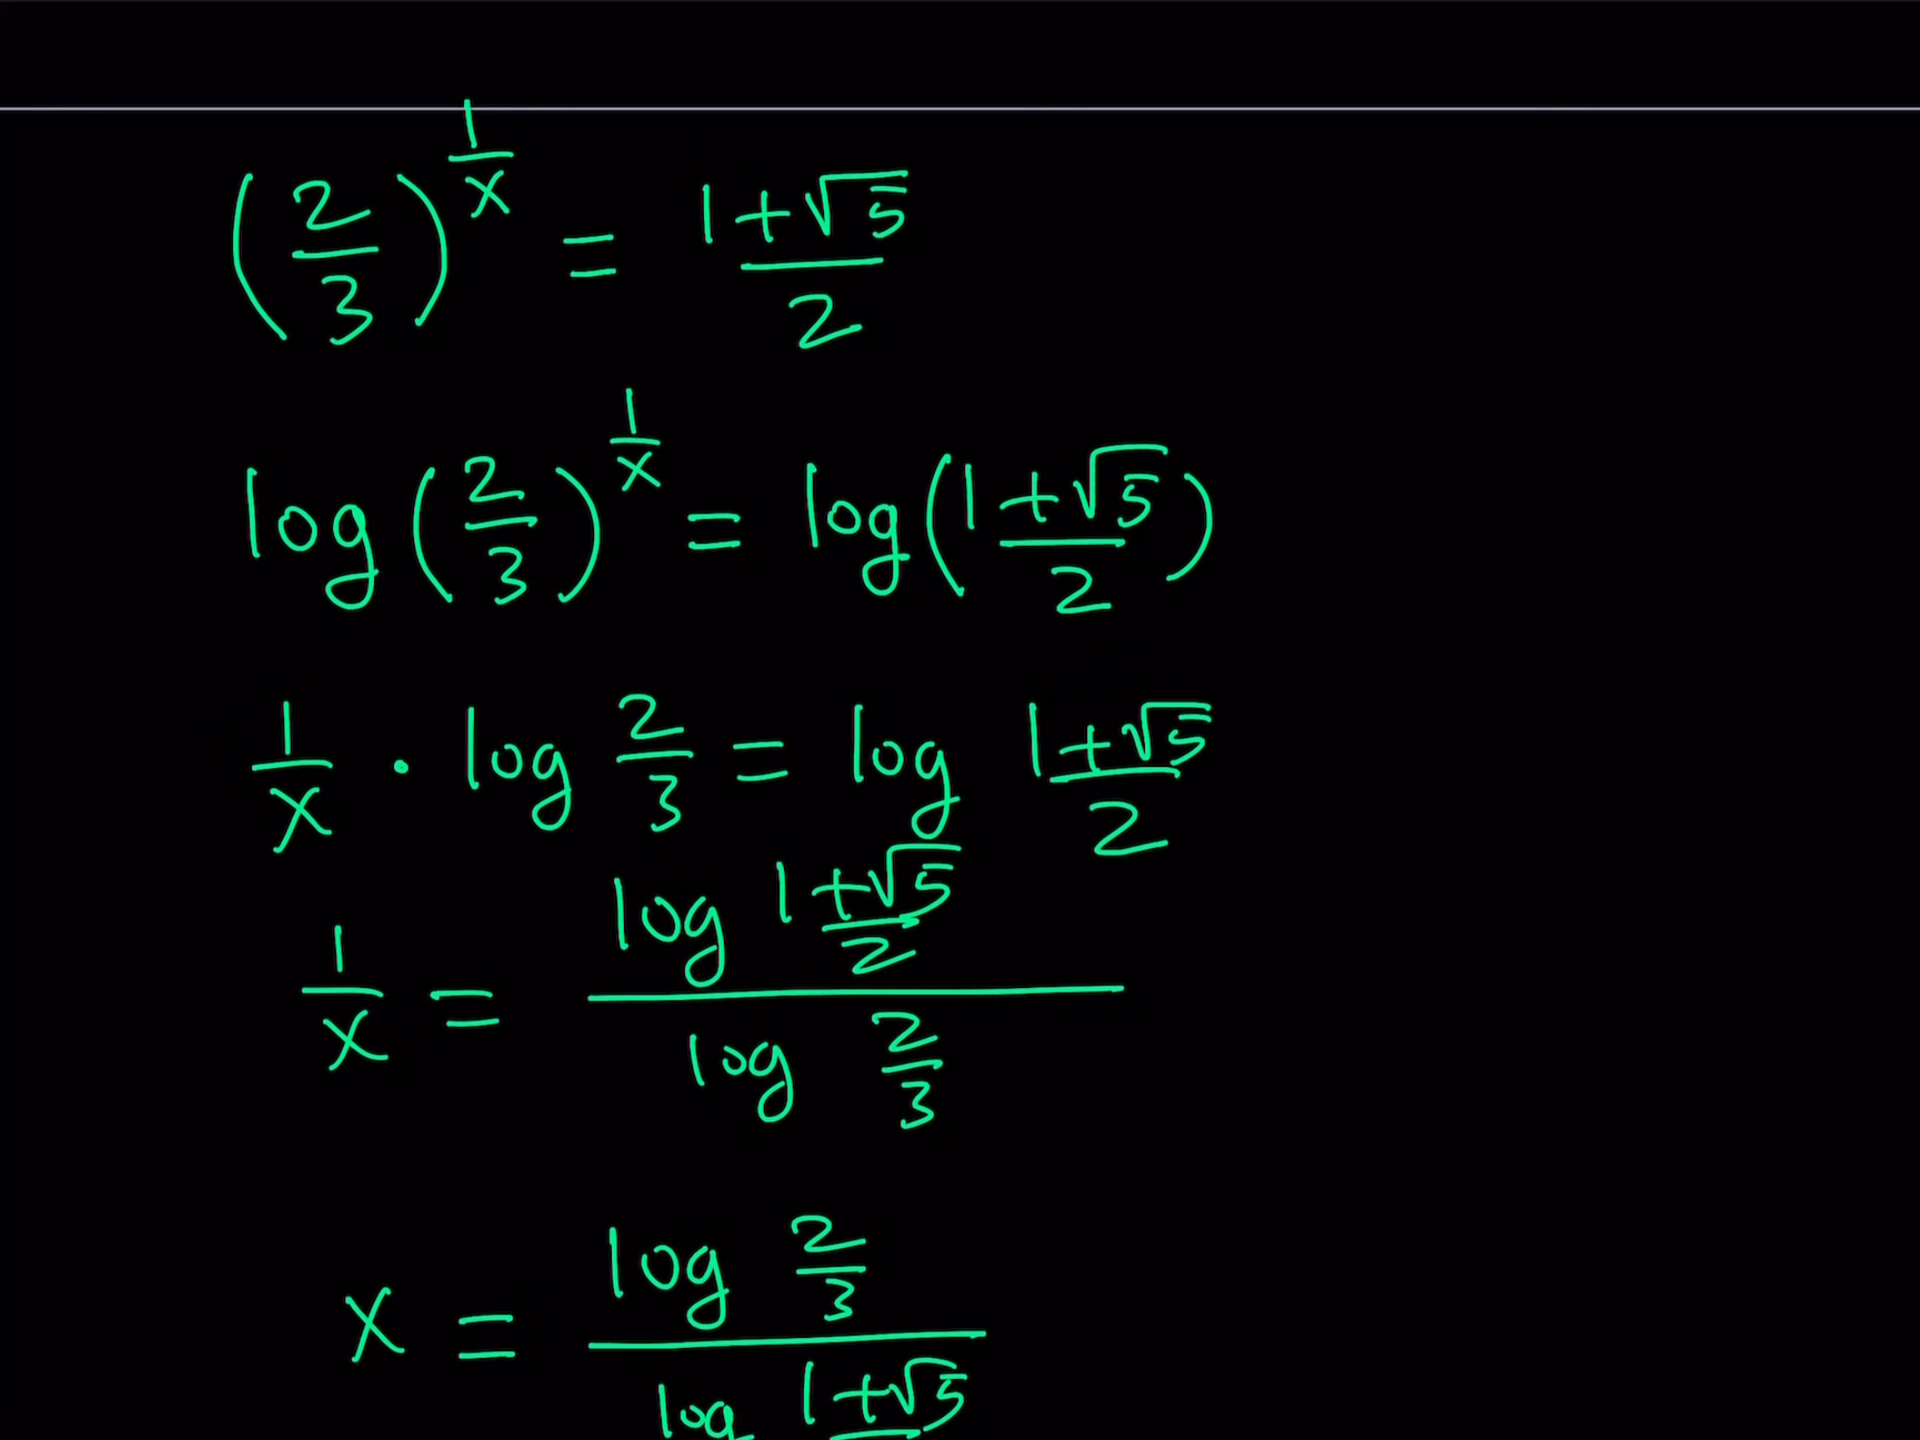 (2/3)^(1/x) = (1+√5)/2
log(2/3)^(1/x) = log((1+√5)/2)
1/x · log 2/3 = log (1+√5)/2
1/x = (log (1+√5)/2)/(log 2/3)
x = (log 2/3)/(log 1+√5